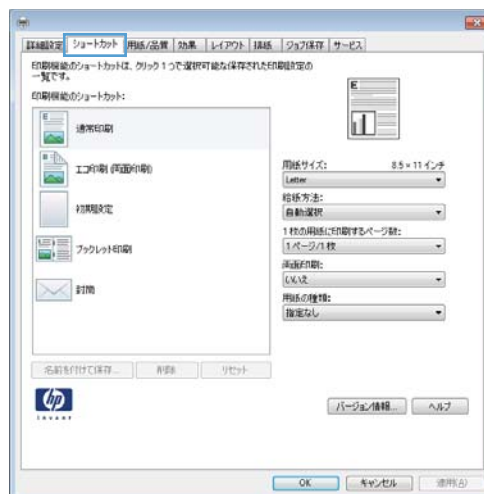 詳細設定 ショートカット 用紙/品質 効果 レイアウト 排紙 ジョブ保存 サービス
印刷機能のショートカットは、クリック 1 つで選択可能な保存された印刷設定の
一覧です。
印刷機能のショートカット:
通常印刷
エコ印刷 (両面印刷)
初期設定
ブックレット印刷
封筒
E
用紙サイズ: 8.5 × 11 インチ
Letter
給紙方法:
自動選択
1 枚の用紙に印刷するページ数:
1 ページ/1 枚
両面印刷:
いいえ
用紙の種類:
指定なし
名前を付けて保存... 削除 リセット
hp
invent
バージョン情報... ヘルプ
OK キャンセル 適用(A)